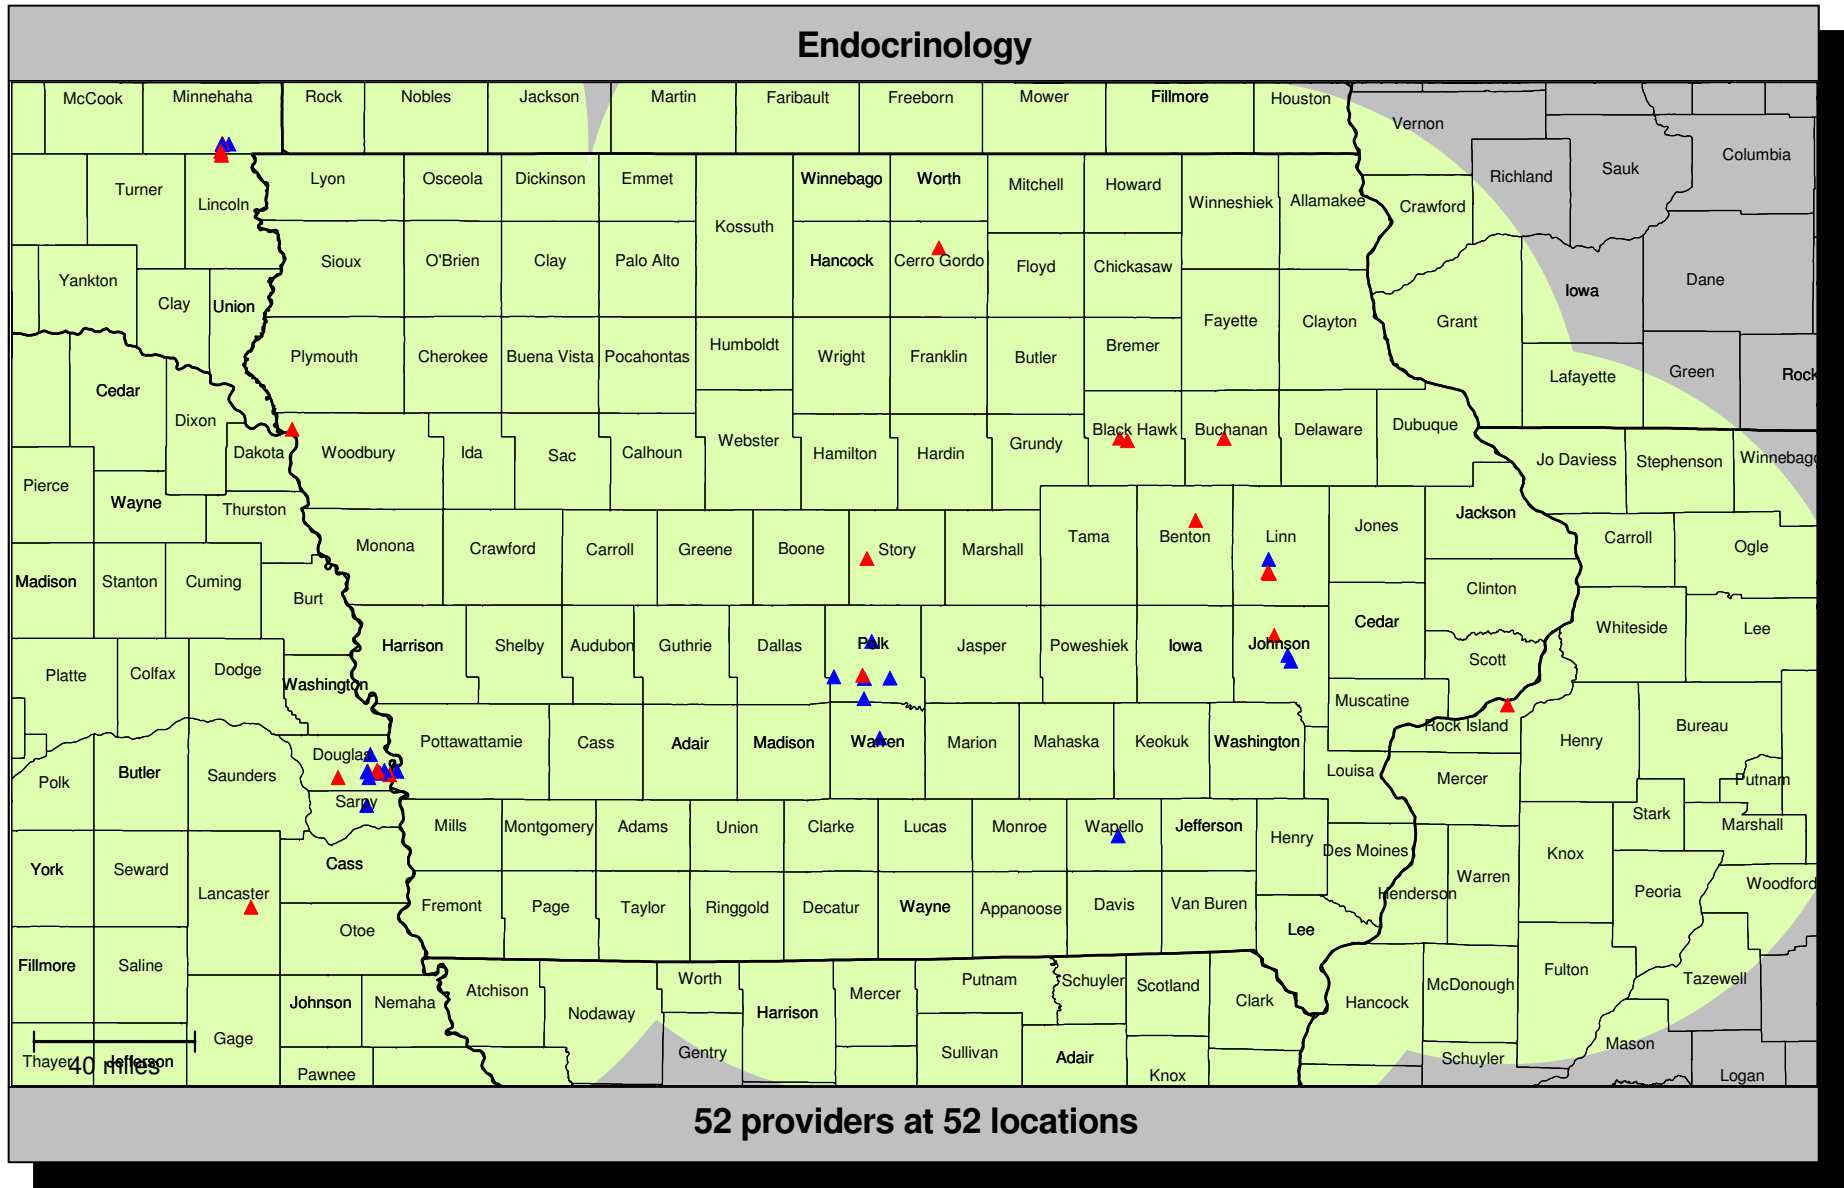 Endocrinology
McCook Minnehaha Rock Nobles Jackson Martin Faribault Freeborn Mower Fillmore Houston
Vernon
Columbia
Richland Sauk
Turner Lyon Osceola Dickinson Emmet Winnebago Worth Mitchell Howard
Lincoln Winneshiek Allamakee Crawford
Kossuth
Yankton Sioux O'Brien Clay Palo Alto Hancock Cerro Gordo Floyd Chickasaw Dane
Clay Union Iowa
Fayette Clayton Grant
Plymouth Cherokee Buena Vista Pocahontas Humboldt Wright Franklin Butler Bremer
Cedar Lafayette Green Rock
Dixon Black Hawk Buchanan Delaware Dubuque
Dakota Woodbury Ida Sac Calhoun Webster Hamilton Hardin Grundy
Jo Daviess Stephenson Winnebago
Pierce
Wayne Thurston Jackson
Monona Crawford Carroll Greene Boone Story Marshall Tama Benton Linn Jones Carroll Ogle
Madison Stanton Cuming Clinton
Burt
Harrison Shelby Audubon Guthrie Dallas Polk Jasper Poweshiek Iowa Johnson Cedar Whiteside Lee
Platte Colfax Dodge Scott
Washington Muscatine
Rock Island Bureau
Pottawattamie Cass Adair Madison Warren Marion Mahaska Keokuk Washington Henry
Douglas
Polk Butler Saunders Louisa Mercer Putnam
Sarpy
Mills Montgomery Adams Union Clarke Lucas Monroe Wapello Jefferson Henry Stark Marshall
Des Moines Knox
York Seward Cass
Lancaster Henderson Warren Peoria Woodford
Fremont Page Taylor Ringgold Decatur Wayne Appanoose Davis Van Buren
Otoe Lee
Fillmore Saline Fulton
Atchison Worth Mercer Putnam Schuyler Scotland McDonough Tazewell
Johnson Nemaha Nodaway Harrison Clark Hancock
Gage Gentry Sullivan Adair Schuyler Mason
Thayer Jefferson
40 miles
Pawnee Knox Logan
52 providers at 52 locations